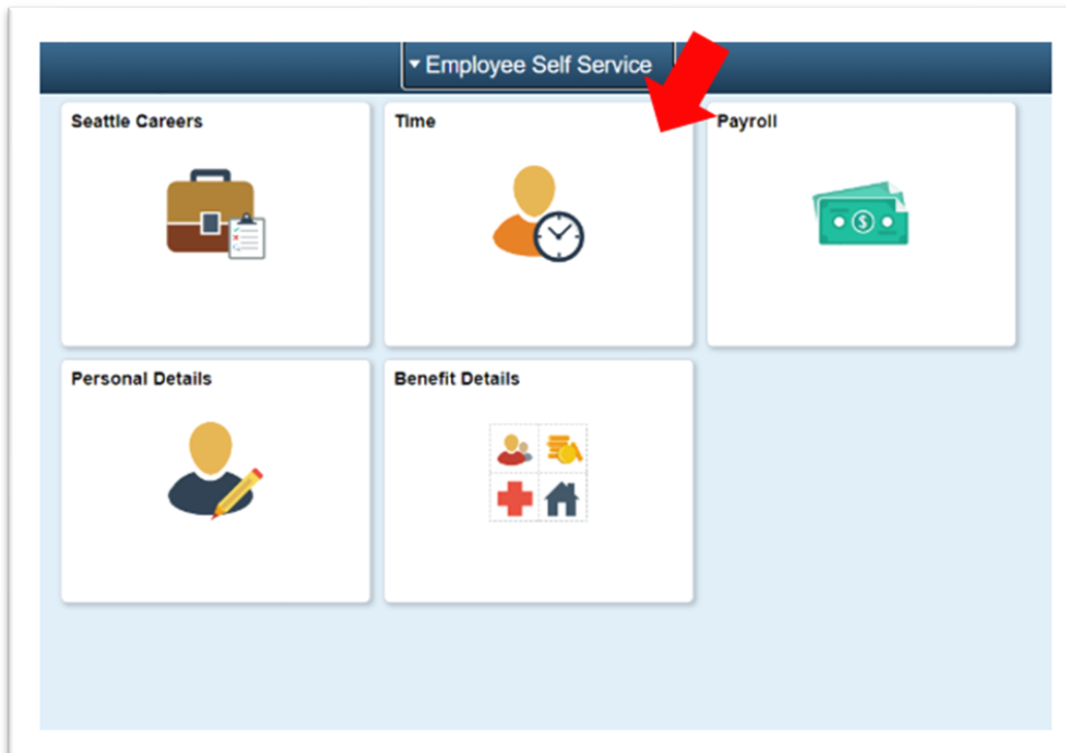 Employee Self Service
Seattle Careers
Time
Payroll
$
Personal Details
Benefit Details